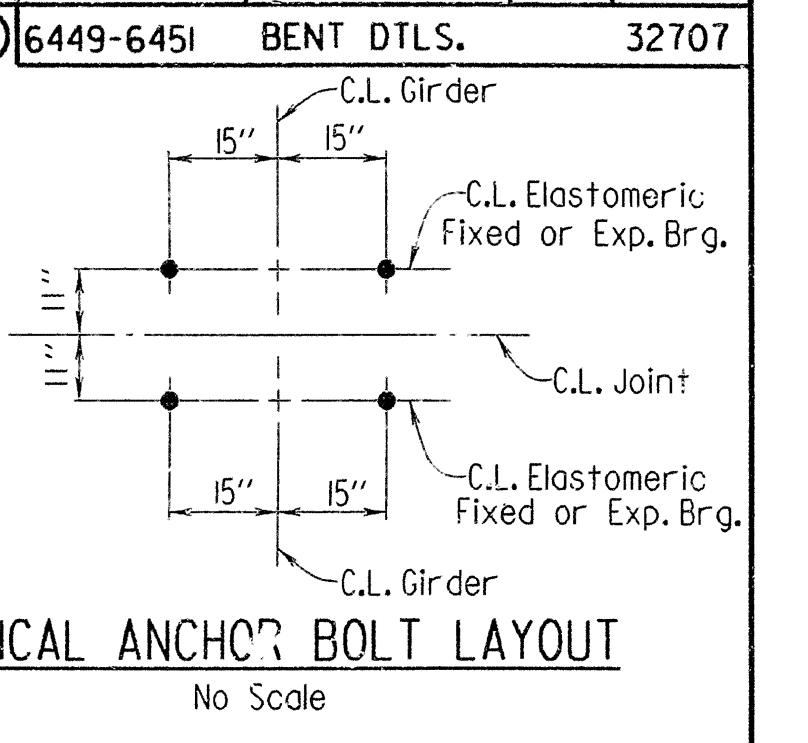 6449-6451 BENT DTLS. 32707
C.L. Girder
15" 15"
C.L. Elastomeric
Fixed or Exp. Brg.
11"
11"
C.L. Joint
15" 15"
C.L. Elastomeric
Fixed or Exp. Brg.
C.L. Girder
ICAL ANCHOR BOLT LAYOUT
No Scale